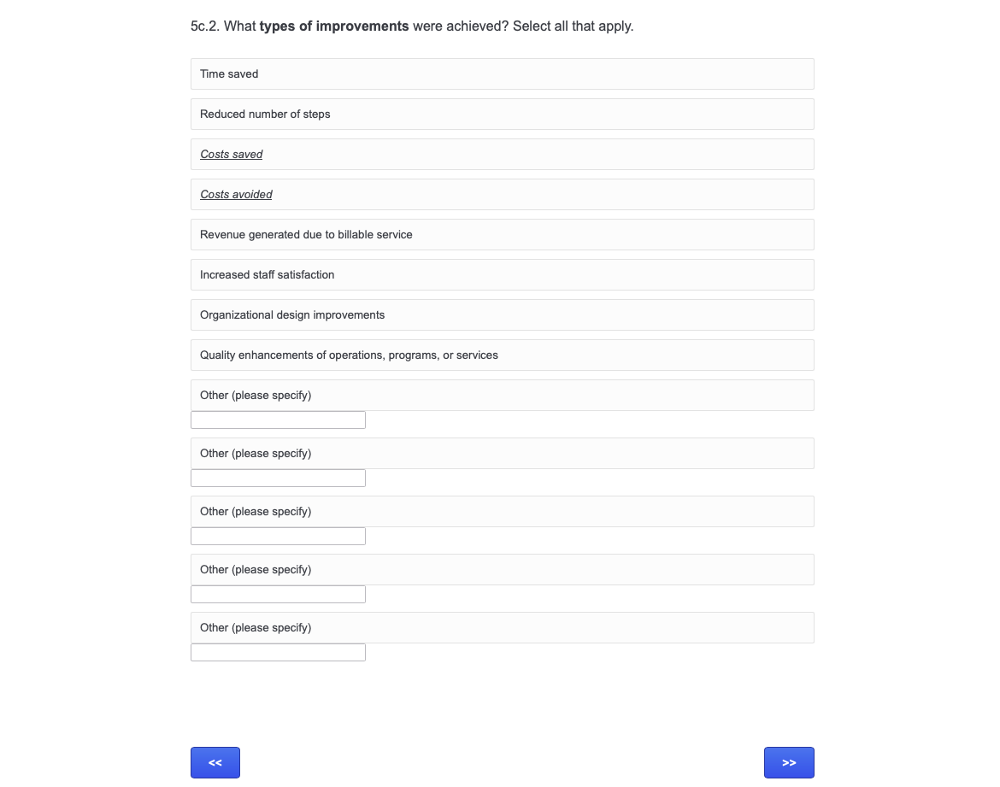 5c.2. What types of improvements were achieved? Select all that apply.
Time saved
Reduced number of steps
Costs saved
Costs avoided
Revenue generated due to billable service
Increased staff satisfaction
Organizational design improvements
Quality enhancements of operations, programs, or services
Other (please specify)
Other (please specify)
Other (please specify)
Other (please specify)
Other (please specify)
<< >>